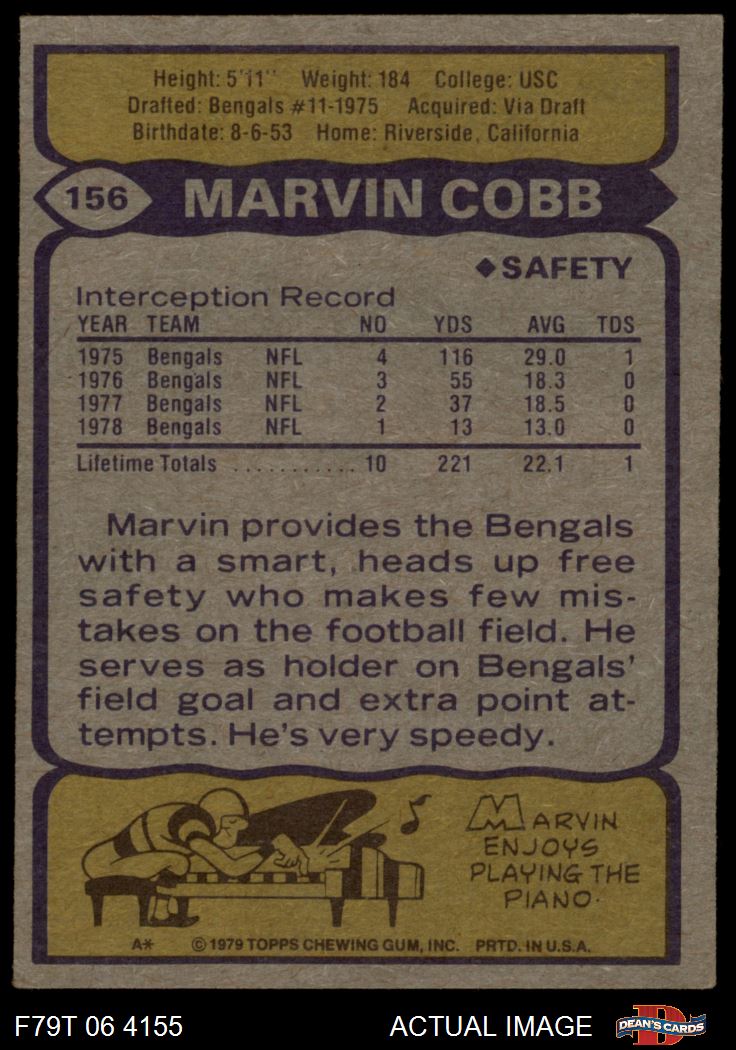 Height: 5'11" Weight: 184 College: USC
Drafted: Bengals #11-1975 Acquired: Via Draft
Birthdate: 8-6-53 Home: Riverside, California
156 MARVIN COBB
◆SAFETY
Interception Record
YEAR TEAM NO YDS AVG TDS
1975 Bengals NFL 4 116 29.0 1
1976 Bengals NFL 3 55 18.3 0
1977 Bengals NFL 2 37 18.5 0
1978 Bengals NFL 1 13 13.0 0
Lifetime Totals ........... 10 221 22.1 1
Marvin provides the Bengals
with a smart, heads up free
safety who makes few mis-
takes on the football field. He
serves as holder on Bengals'
field goal and extra point at-
tempts. He's very speedy.
MARVIN
ENJOYS
PLAYING THE
PIANO.
A* © 1979 TOPPS CHEWING GUM, INC. PRTD. IN U.S.A.
F79T 06 4155 ACTUAL IMAGE DEAN'S CARDS